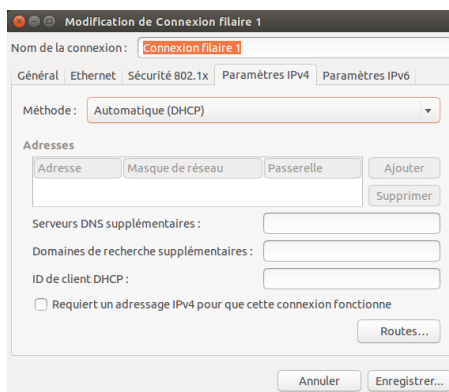 Modification de Connexion filaire 1
Nom de la connexion : Connexion filaire 1
Général Ethernet Sécurité 802.1x Paramètres IPv4 Paramètres IPv6
Méthode : Automatique (DHCP)
Adresses
Adresse Masque de réseau Passerelle Ajouter
Supprimer
Serveurs DNS supplémentaires :
Domaines de recherche supplémentaires :
ID de client DHCP :
Requiert un adressage IPv4 pour que cette connexion fonctionne
Routes...
Annuler Enregistrer...